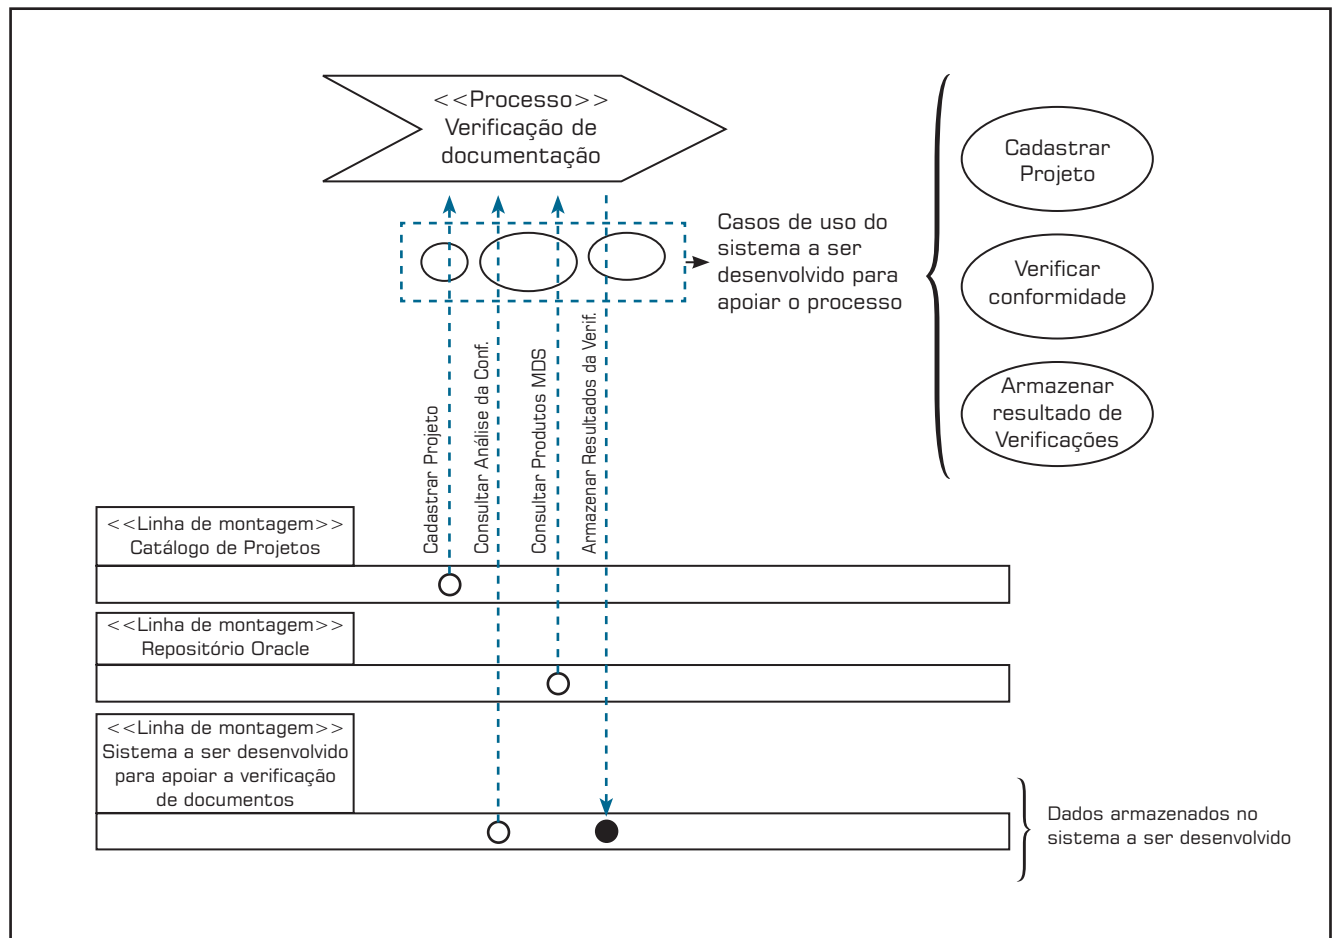 <<Processo>>
Verificação de
documentação
Casos de uso do
sistema a ser
desenvolvido para
apoiar o processo
Cadastrar
Projeto
Verificar
conformidade
Armazenar
resultado de
Verificações
Cadastrar Projeto
Consultar Análise da Conf.
Consultar Produtos MDS
Armazenar Resultados da Verif.
<<Linha de montagem>>
Catálogo de Projetos
<<Linha de montagem>>
Repositório Oracle
<<Linha de montagem>>
Sistema a ser desenvolvido
para apoiar a verificação
de documentos
Dados armazenados no
sistema a ser desenvolvido